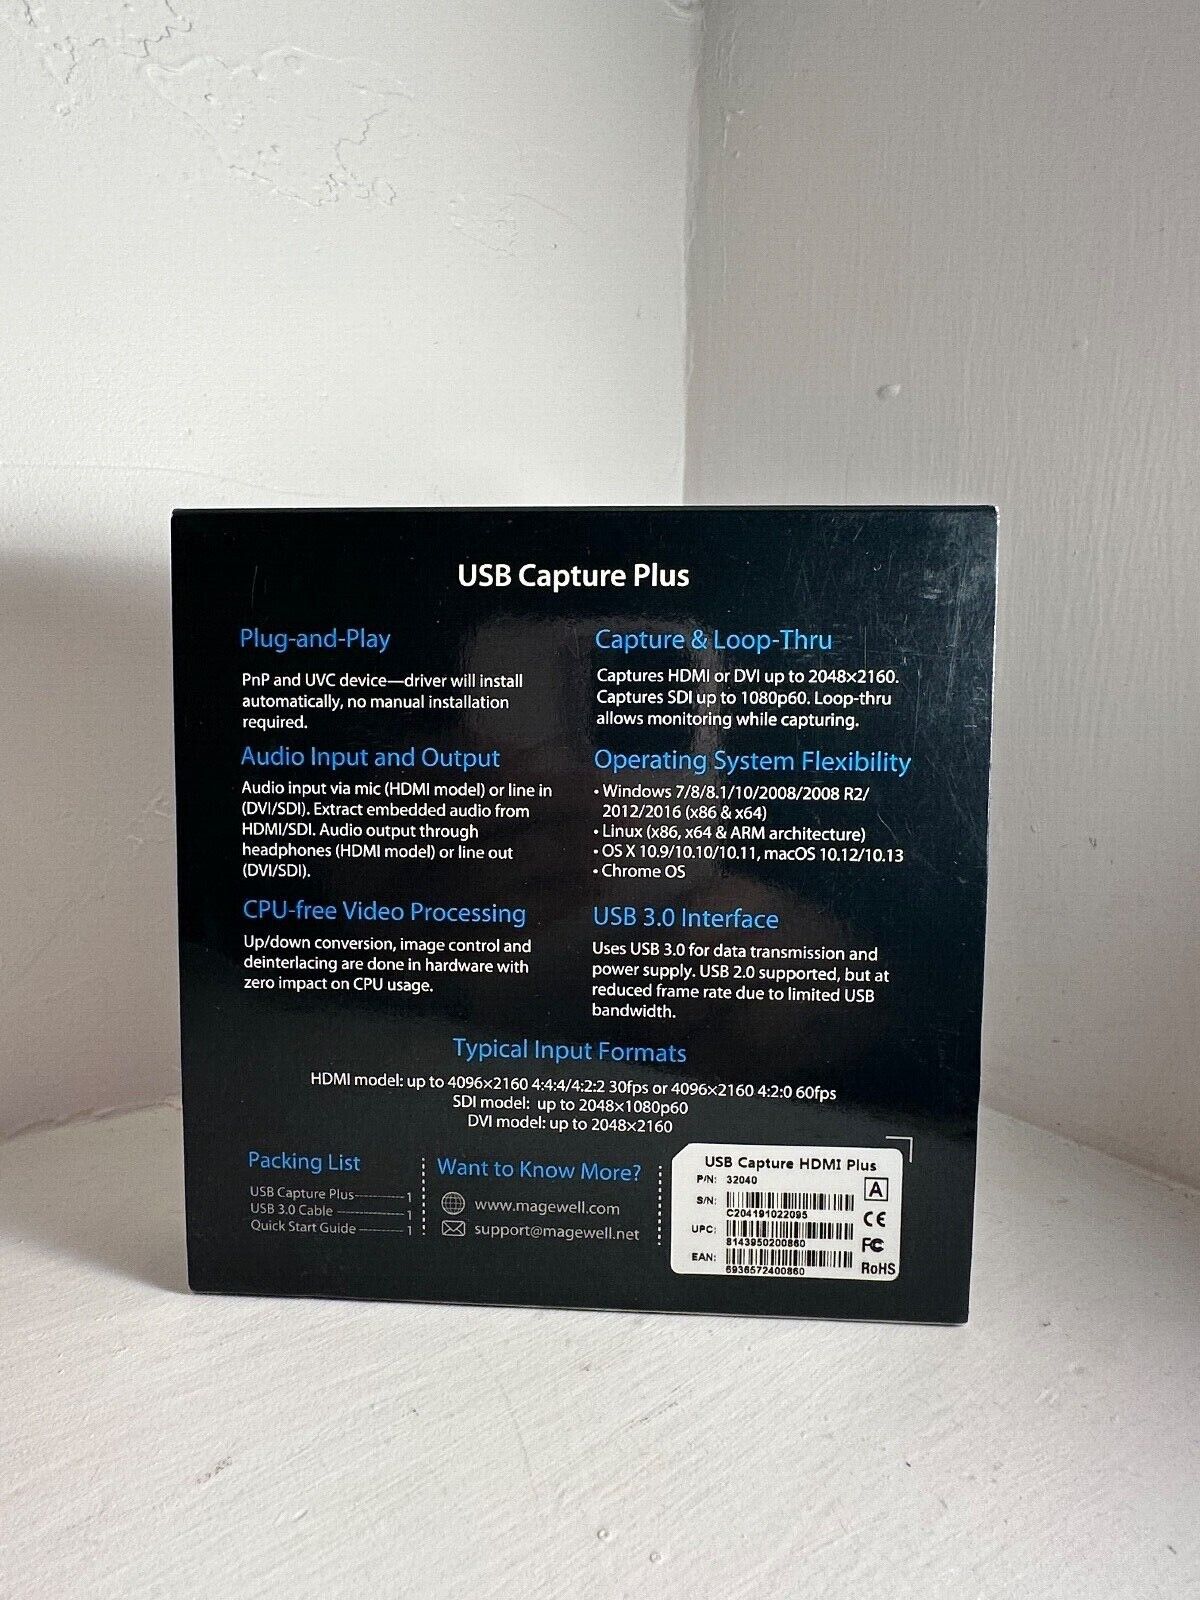 USB Capture Plus
Plug-and-Play
PnP and UVC device—driver will install
automatically, no manual installation
required.
Audio Input and Output
Audio input via mic (HDMI model) or line in
(DVI/SDI). Extract embedded audio from
HDMI/SDI. Audio output through
headphones (HDMI model) or line out
(DVI/SDI).
CPU-free Video Processing
Up/down conversion, image control and
deinterlacing are done in hardware with
zero impact on CPU usage.
Capture & Loop-Thru
Captures HDMI or DVI up to 2048×2160.
Captures SDI up to 1080p60. Loop-thru
allows monitoring while capturing.
Operating System Flexibility
• Windows 7/8/8.1/10/2008/2008 R2/
2012/2016 (x86 & x64)
• Linux (x86, x64 & ARM architecture)
• OS X 10.9/10.10/10.11, macOS 10.12/10.13
• Chrome OS
USB 3.0 Interface
Uses USB 3.0 for data transmission and
power supply. USB 2.0 supported, but at
reduced frame rate due to limited USB
bandwidth.
Typical Input Formats
HDMI model: up to 4096×2160 4:4:4/4:2:2 30fps or 4096×2160 4:2:0 60fps
SDI model: up to 2048×1080p60
DVI model: up to 2048×2160
Packing List
USB Capture Plus 1
USB 3.0 Cable 1
Quick Start Guide 1
Want to Know More?
www.magewell.com
support@magewell.net
USB Capture HDMI Plus
P/N: 32040
A
S/N:
C204191022095
CE
UPC:
8143950200860
FC
EAN:
6936572400860
RoHS